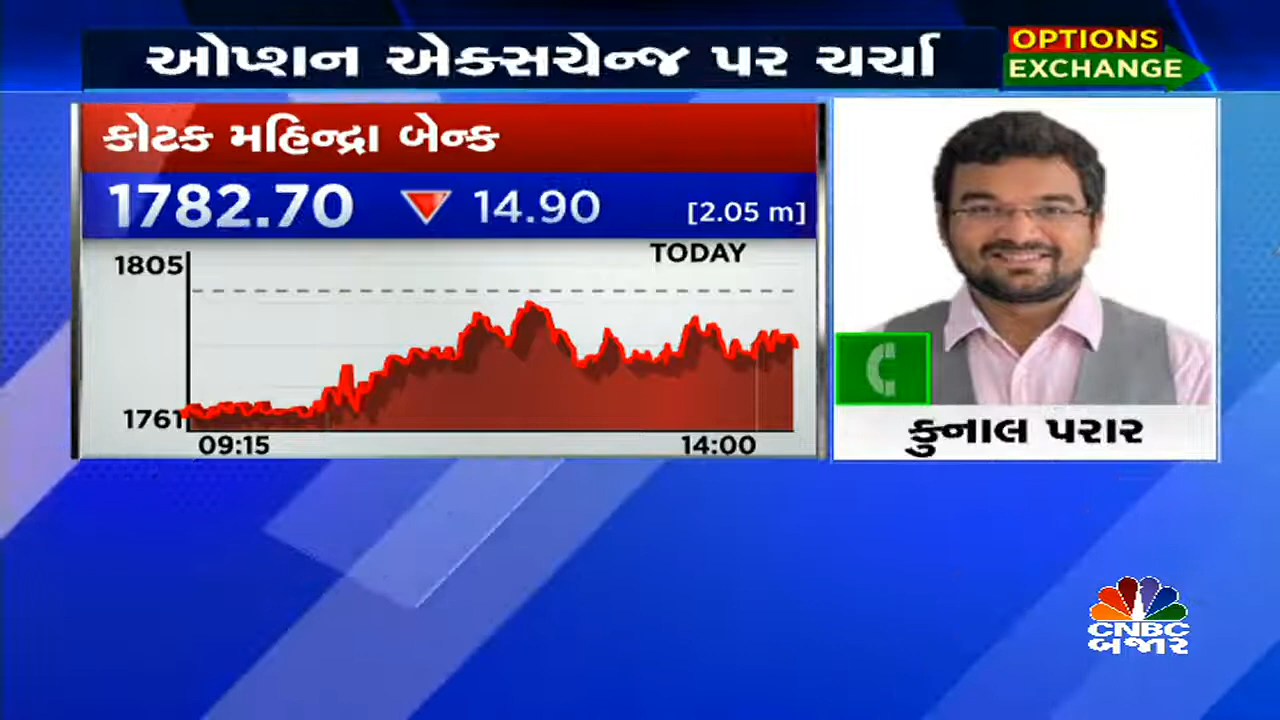 ઓપ્શન એક્સચેન્જ પર ચર્ચા
OPTIONS
EXCHANGE
કોટક મહિન્દ્રા બેન્ક
1782.70 ▼ 14.90 [2.05 m]
TODAY
1805
1761
09:15 14:00
કુનાલ પરાર
CNBC
બજાર